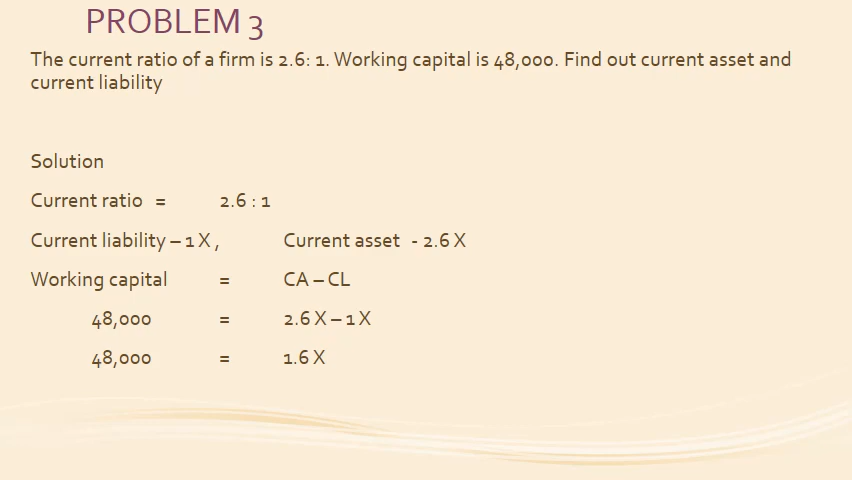 PROBLEM 3
The current ratio of a firm is 2.6: 1. Working capital is 48,000. Find out current asset and
current liability
Solution
Current ratio = 2.6 : 1
Current liability – 1 X , Current asset - 2.6 X
Working capital = CA – CL
48,000 = 2.6 X – 1 X
48,000 = 1.6 X